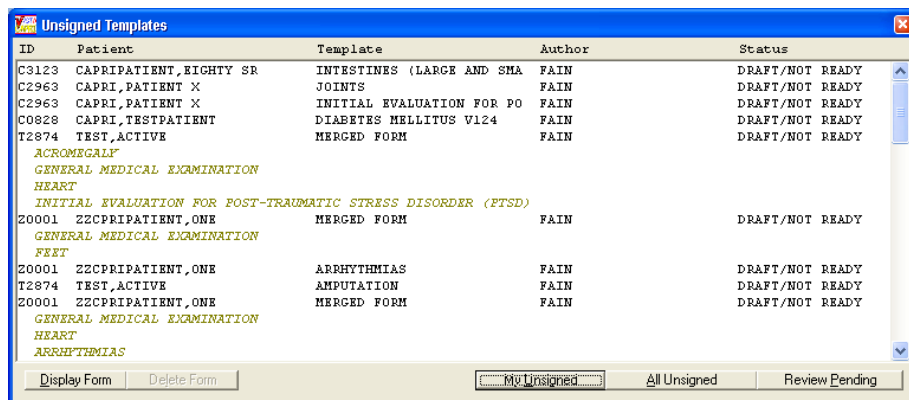 Unsigned Templates
ID Patient Template Author Status
C3123 CAPRIPATIENT,EIGHTY SR INTESTINES (LARGE AND SMA FAIN DRAFT/NOT READY
C2963 CAPRI,PATIENT X JOINTS FAIN DRAFT/NOT READY
C2963 CAPRI,PATIENT X INITIAL EVALUATION FOR PO FAIN DRAFT/NOT READY
C0828 CAPRI,TESTPATIENT DIABETES MELLITUS V124 FAIN DRAFT/NOT READY
T2874 TEST,ACTIVE MERGED FORM FAIN DRAFT/NOT READY
ACROMEGALY
GENERAL MEDICAL EXAMINATION
HEART
INITIAL EVALUATION FOR POST-TRAUMATIC STRESS DISORDER (PTSD)
Z0001 ZZCPRIPATIENT,ONE MERGED FORM FAIN DRAFT/NOT READY
GENERAL MEDICAL EXAMINATION
FEET
Z0001 ZZCPRIPATIENT,ONE ARRHYTHMIAS FAIN DRAFT/NOT READY
T2874 TEST,ACTIVE AMPUTATION FAIN DRAFT/NOT READY
Z0001 ZZCPRIPATIENT,ONE MERGED FORM FAIN DRAFT/NOT READY
GENERAL MEDICAL EXAMINATION
HEART
ARRHYTHMIAS
Display Form Delete Form My Unsigned All Unsigned Review Pending